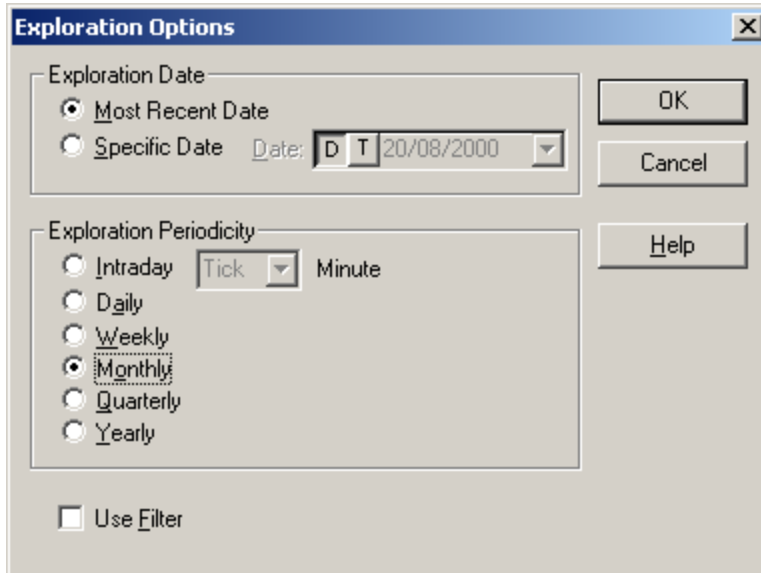 Exploration Options
Exploration Date
Most Recent Date
Specific Date Date: D T 20/08/2000
OK
Cancel
Help
Exploration Periodicity
Intraday Tick Minute
Daily
Weekly
Monthly
Quarterly
Yearly
Use Filter